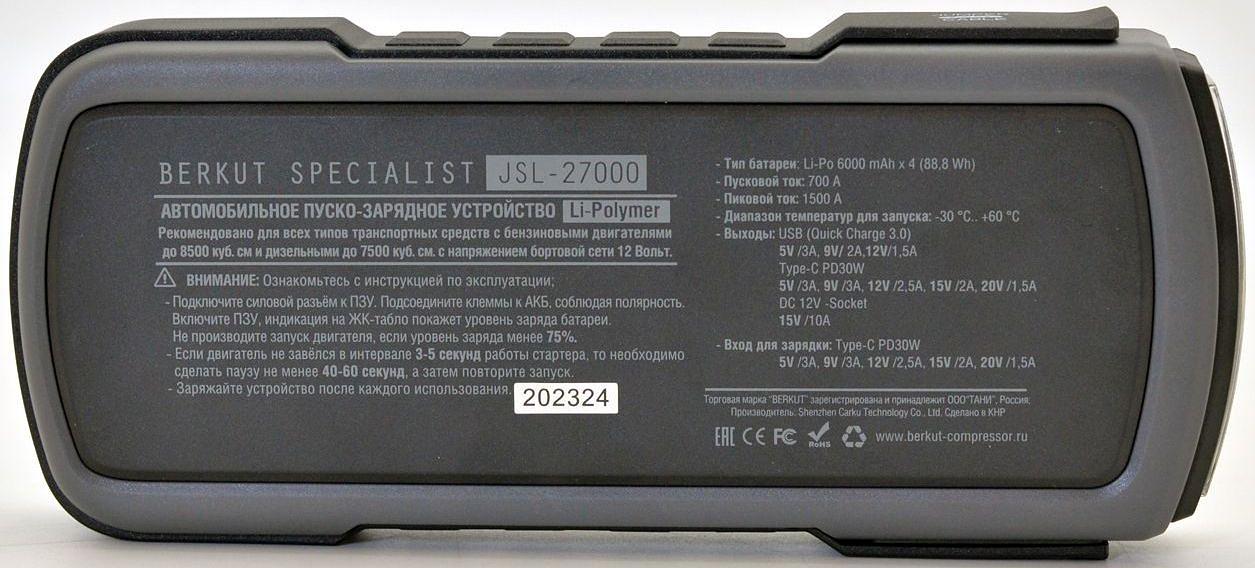 JUMPER
CABLE
BERKUT SPECIALIST JSL-27000
АВТОМОБИЛЬНОЕ ПУСКО-ЗАРЯДНОЕ УСТРОЙСТВО Li-Polymer
Рекомендовано для всех типов транспортных средств с бензиновыми двигателями
до 8500 куб. см и дизельными до 7500 куб. см. с напряжением бортовой сети 12 Вольт.
ВНИМАНИЕ: Ознакомьтесь с инструкцией по эксплуатации;
- Подключите силовой разъём к ПЗУ. Подсоедините клеммы к АКБ, соблюдая полярность.
Включите ПЗУ, индикация на ЖК-табло покажет уровень заряда батареи.
Не производите запуск двигателя, если уровень заряда менее 75%.
- Если двигатель не завёлся в интервале 3-5 секунд работы стартера, то необходимо
сделать паузу не менее 40-60 секунд, а затем повторите запуск.
- Заряжайте устройство после каждого использования.
202324
- Тип батареи: Li-Po 6000 mAh x 4 (88,8 Wh)
- Пусковой ток: 700 А
- Пиковой ток: 1500 А
- Диапазон температур для запуска: -30 °C.. +60 °C
- Выходы: USB (Quick Charge 3.0)
5V /3A, 9V/ 2A,12V/1,5A
Type-C PD30W
5V /3A, 9V /3A, 12V /2,5A, 15V /2A, 20V /1,5A
DC 12V -Socket
15V /10A
- Вход для зарядки: Type-C PD30W
5V /3A, 9V /3A, 12V /2,5A, 15V /2A, 20V /1,5A
Торговая марка "BERKUT" зарегистрирована и принадлежит ООО"ТАНИ", Россия.
Производитель: Shenzhen Carku Technology Co., Ltd. Сделано в КНР
EAC CE FC RoHS www.berkut-compressor.ru